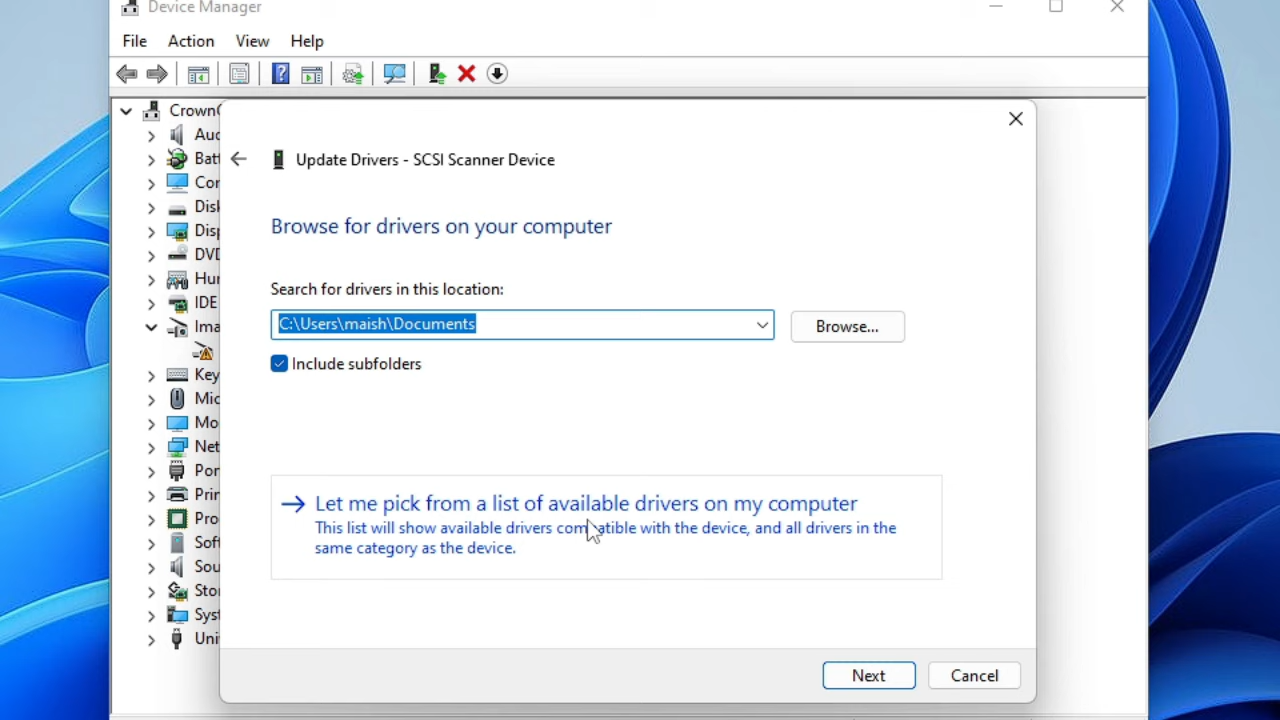 Device Manager
File Action View Help
CrownC
Aud
Batt
Cor
Disk
Disp
DVD
Hur
IDE
Ima
Key
Mic
Mo
Net
Por
Prin
Pro
Soft
Sou
Stor
Syst
Uni
Update Drivers - SCSI Scanner Device
Browse for drivers on your computer
Search for drivers in this location:
C:\Users\maish\Documents
Browse...
Include subfolders
Let me pick from a list of available drivers on my computer
This list will show available drivers compatible with the device, and all drivers in the
same category as the device.
Next Cancel